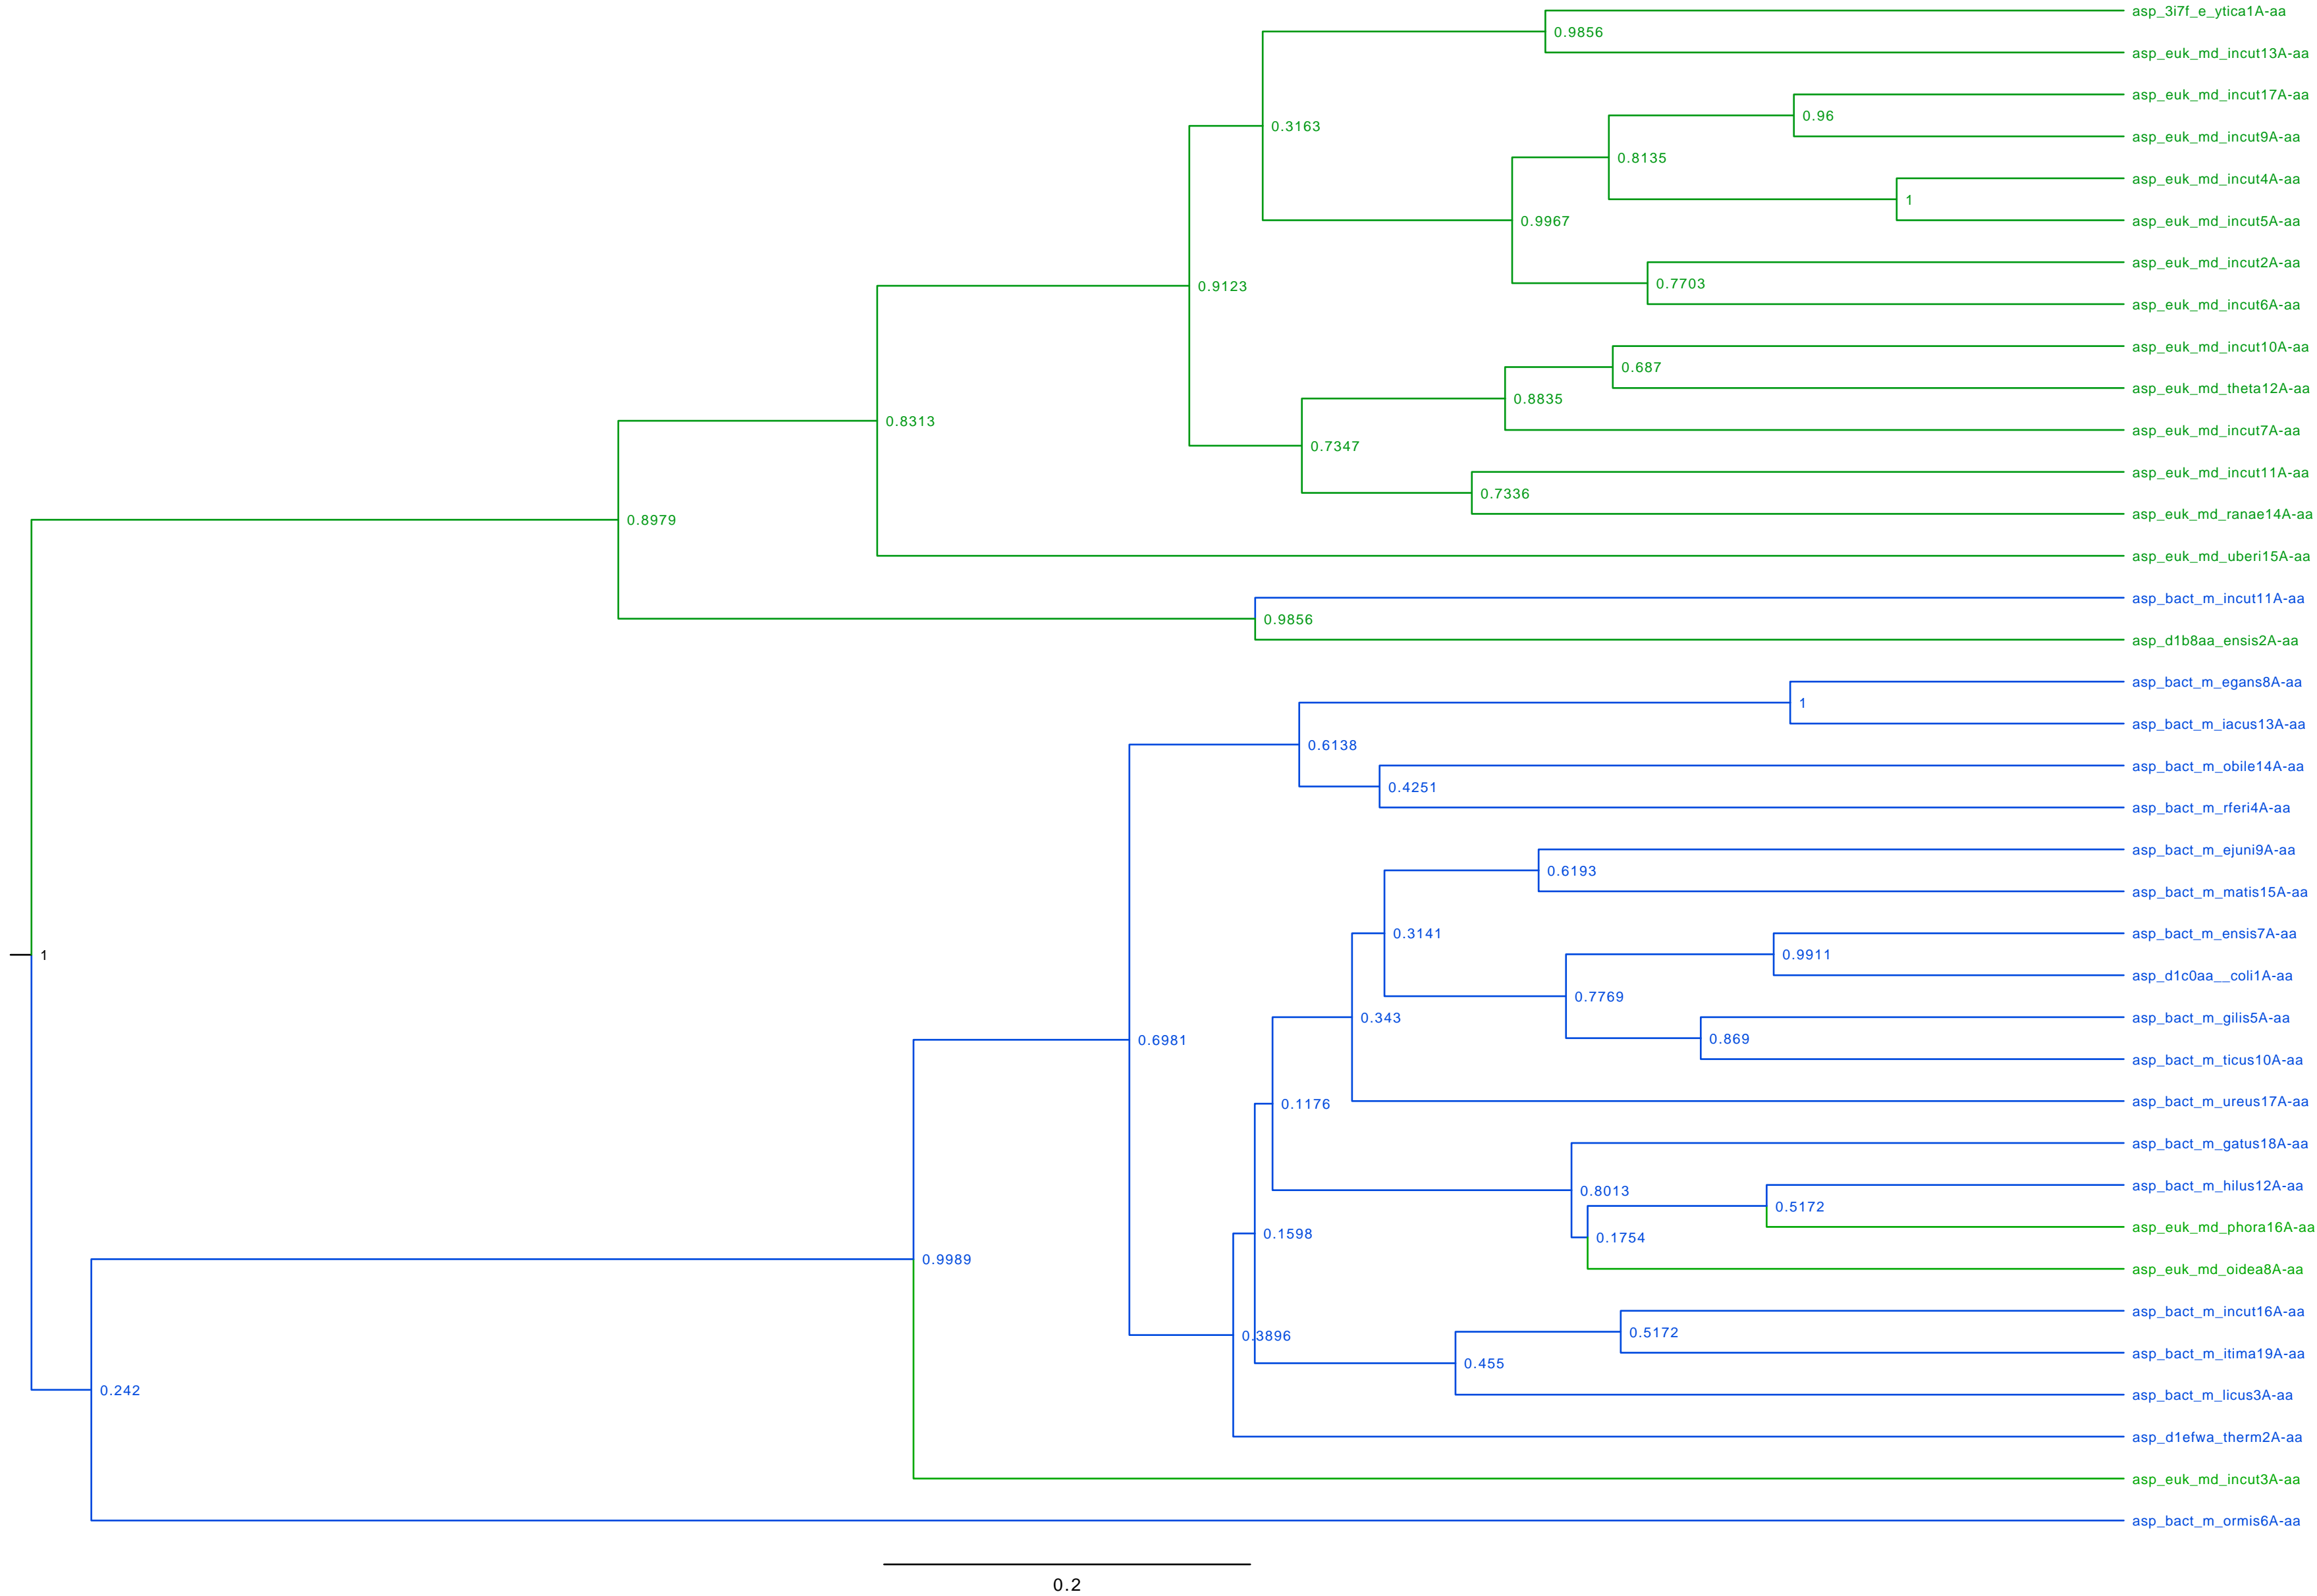 asp_3i7f_e_ytica1A-aa
0.9856
asp_euk_md_incut13A-aa
asp_euk_md_incut17A-aa
0.96
0.3163
asp_euk_md_incut9A-aa
0.8135
asp_euk_md_incut4A-aa
1
0.9967
asp_euk_md_incut5A-aa
asp_euk_md_incut2A-aa
0.7703
0.9123
asp_euk_md_incut6A-aa
asp_euk_md_incut10A-aa
0.687
asp_euk_md_theta12A-aa
0.8835
0.8313
asp_euk_md_incut7A-aa
0.7347
asp_euk_md_incut11A-aa
0.7336
asp_euk_md_ranae14A-aa
0.8979
asp_euk_md_uberi15A-aa
asp_bact_m_incut11A-aa
0.9856
asp_d1b8aa_ensis2A-aa
asp_bact_m_egans8A-aa
1
asp_bact_m_iacus13A-aa
0.6138
asp_bact_m_obile14A-aa
0.4251
asp_bact_m_rferi4A-aa
asp_bact_m_ejuni9A-aa
0.6193
asp_bact_m_matis15A-aa
0.3141
asp_bact_m_ensis7A-aa
1
0.9911
asp_d1c0aa__coli1A-aa
0.7769
0.343
asp_bact_m_gilis5A-aa
0.6981
0.869
asp_bact_m_ticus10A-aa
0.1176
asp_bact_m_ureus17A-aa
asp_bact_m_gatus18A-aa
0.8013
asp_bact_m_hilus12A-aa
0.5172
asp_euk_md_phora16A-aa
0.1598
0.1754
0.9989
asp_euk_md_oidea8A-aa
asp_bact_m_incut16A-aa
0.3896
0.5172
asp_bact_m_itima19A-aa
0.455
0.242
asp_bact_m_licus3A-aa
asp_d1efwa_therm2A-aa
asp_euk_md_incut3A-aa
asp_bact_m_ormis6A-aa
0.2